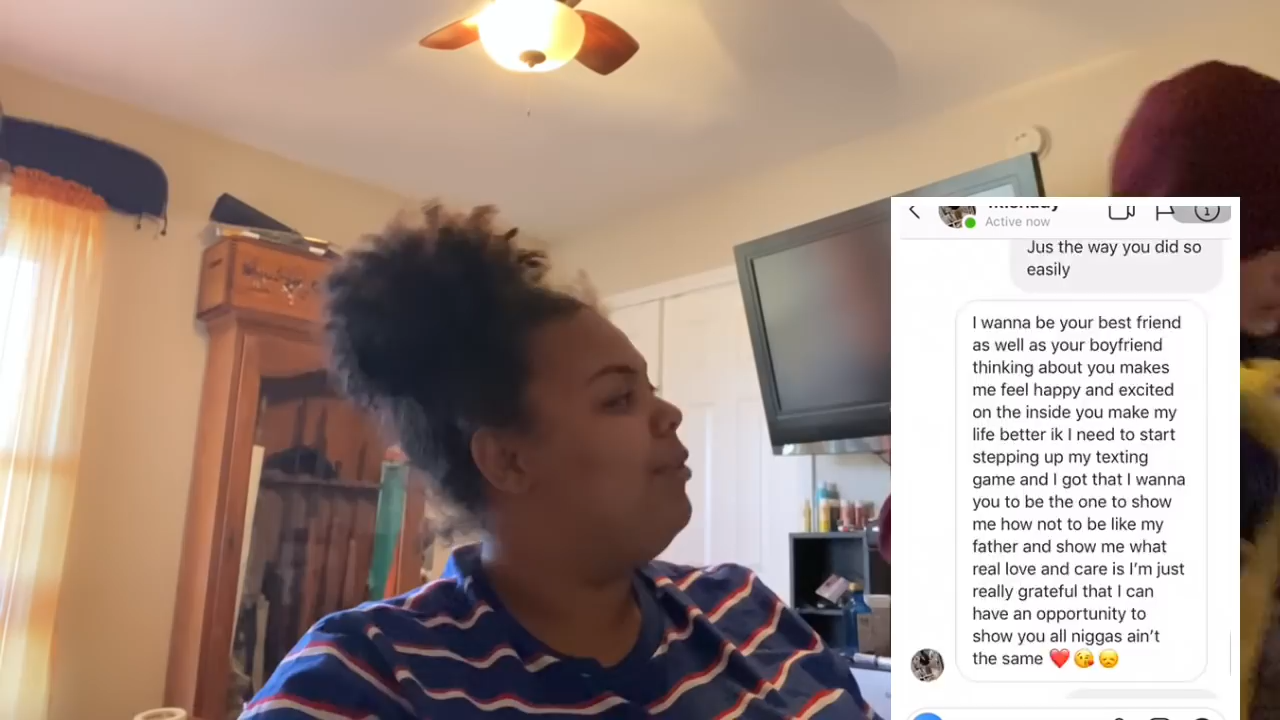 Active now
Jus the way you did so
easily
I wanna be your best friend
as well as your boyfriend
thinking about you makes
me feel happy and excited
on the inside you make my
life better ik I need to start
stepping up my texting
game and I got that I wanna
you to be the one to show
me how not to be like my
father and show me what
real love and care is I’m just
really grateful that I can
have an opportunity to
show you all niggas ain’t
the same ❤️😘😞